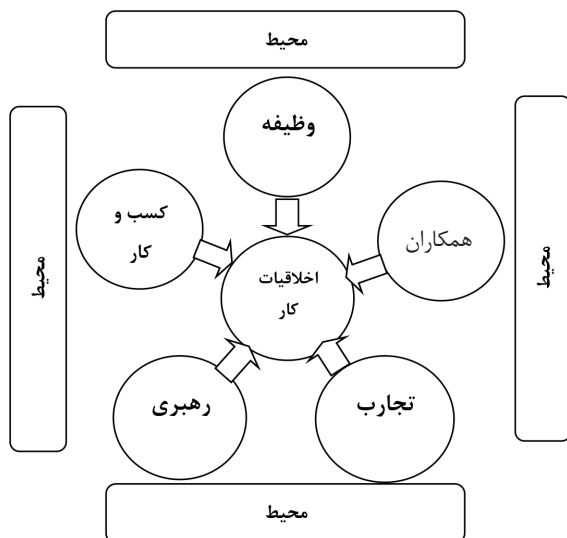 محیط
وظیفه
محیط
همکاران
اخلاقیات
کار
کسب و
کار
محیط
تجارب
رهبری
محیط